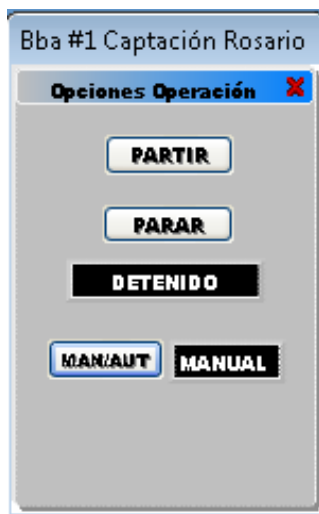 Bba #1 Captación Rosario
Opciones Operación
PARTIR
PARAR
DETENIDO
MAN/AUT MANUAL